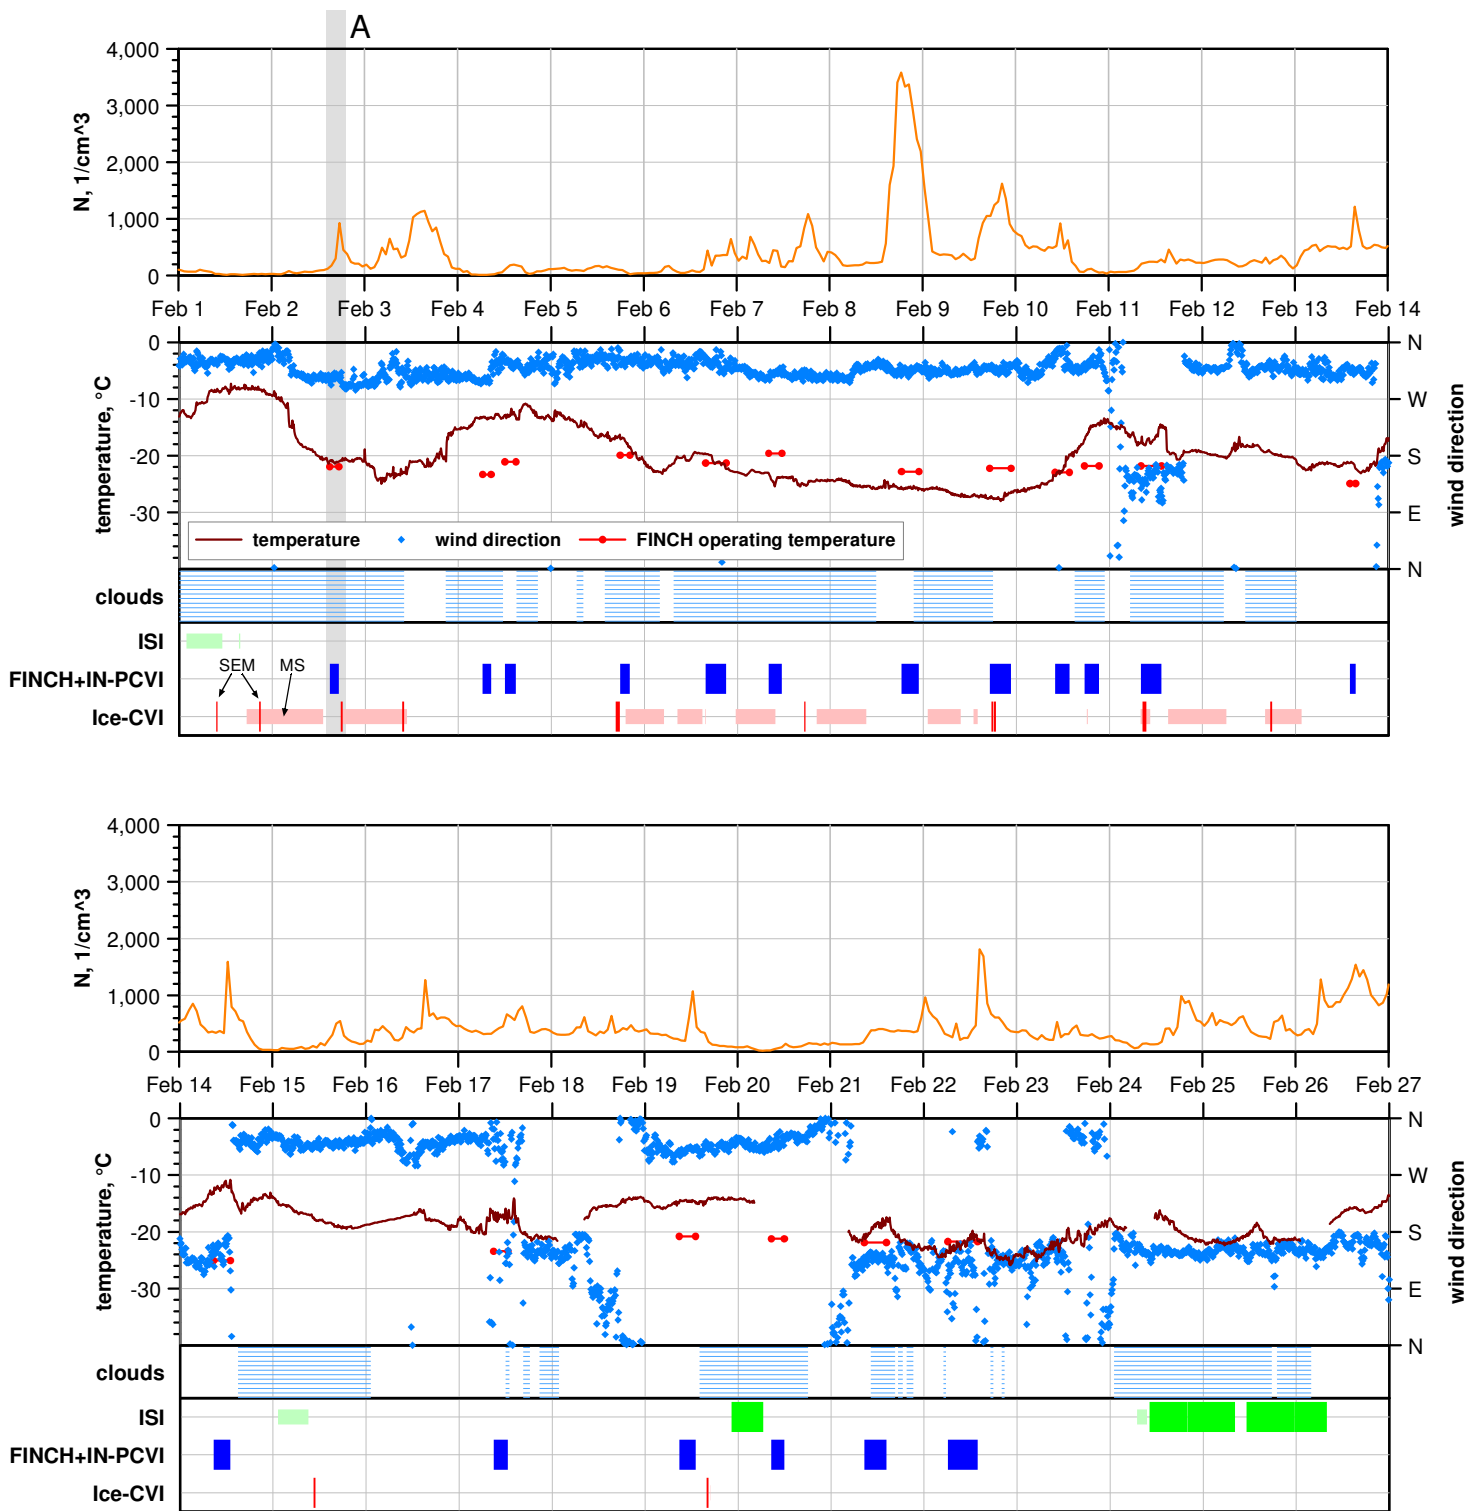 A
4,000
3,000
2,000
1,000
0
N, 1/cm^3
Feb 1 Feb 2 Feb 3 Feb 4 Feb 5 Feb 6 Feb 7 Feb 8 Feb 9 Feb 10 Feb 11 Feb 12 Feb 13 Feb 14
0
-10
-20
-30
temperature, °C
N
W
S
E
N
wind direction
temperature wind direction FINCH operating temperature
clouds
ISI
SEM MS
FINCH+IN-PCVI
Ice-CVI
4,000
3,000
2,000
1,000
0
N, 1/cm^3
Feb 14 Feb 15 Feb 16 Feb 17 Feb 18 Feb 19 Feb 20 Feb 21 Feb 22 Feb 23 Feb 24 Feb 25 Feb 26 Feb 27
0
-10
-20
-30
temperature, °C
N
W
S
E
N
wind direction
clouds
ISI
FINCH+IN-PCVI
Ice-CVI